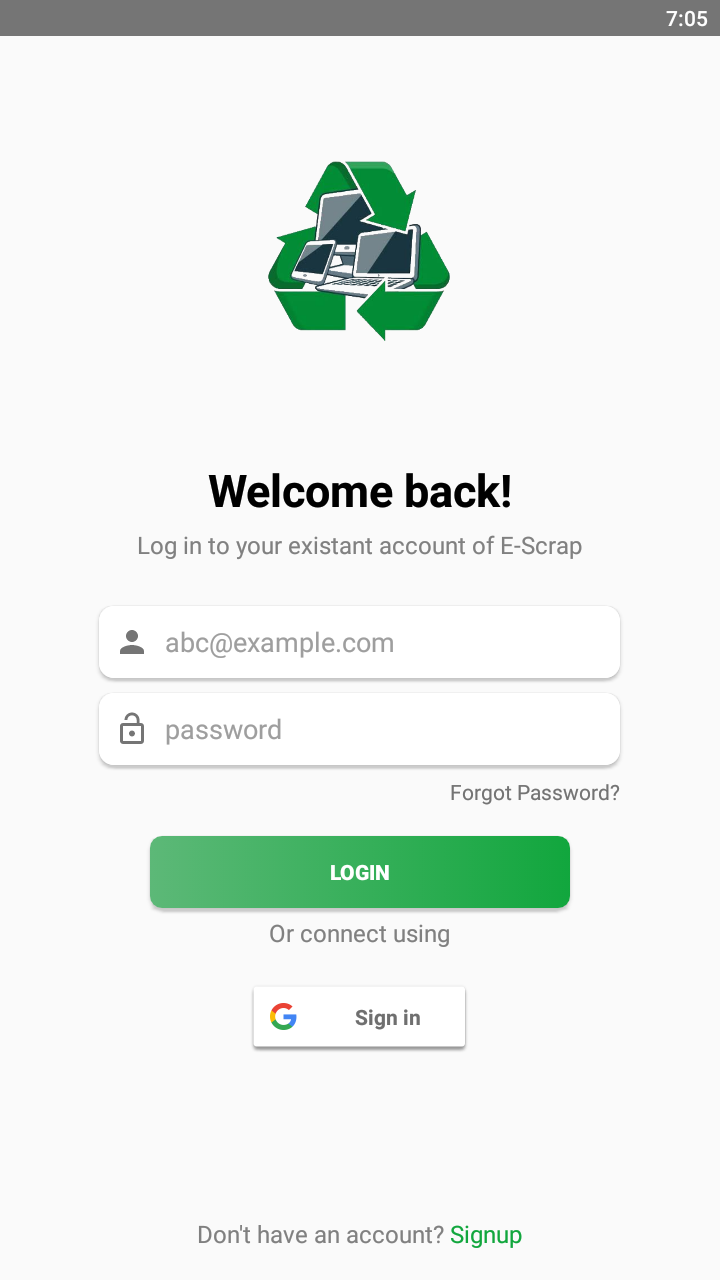 7:05
Welcome back!
Log in to your existant account of E-Scrap
abc@example.com
password
Forgot Password?
LOGIN
Or connect using
Sign in
Don't have an account? Signup